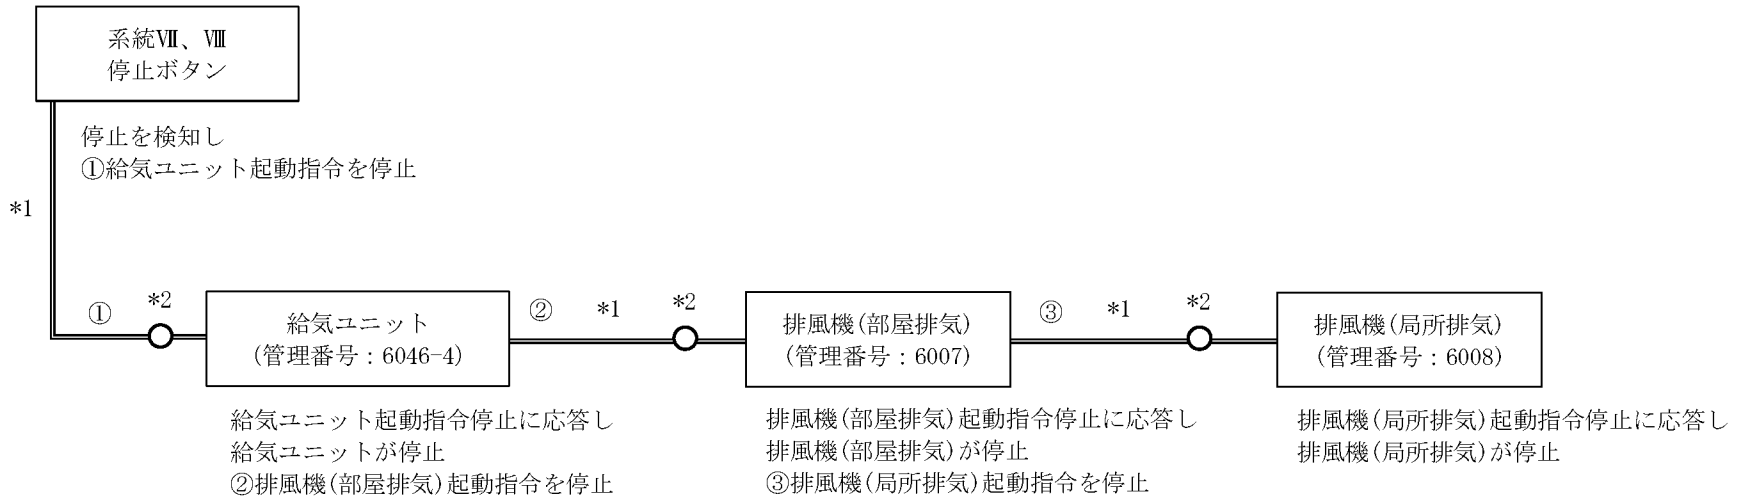 系統Ⅶ、Ⅷ
停止ボタン
停止を検知し
①給気ユニット起動指令を停止
*1
①
*2
給気ユニット
(管理番号：6046-4)
②
*1
*2
排風機(部屋排気)
(管理番号：6007)
③
*1
*2
排風機(局所排気)
(管理番号：6008)
給気ユニット起動指令停止に応答し
給気ユニットが停止
②排風機(部屋排気)起動指令を停止
排風機(部屋排気)起動指令停止に応答し
排風機(部屋排気)が停止
③排風機(局所排気)起動指令を停止
排風機(局所排気)起動指令停止に応答し
排風機(局所排気)が停止